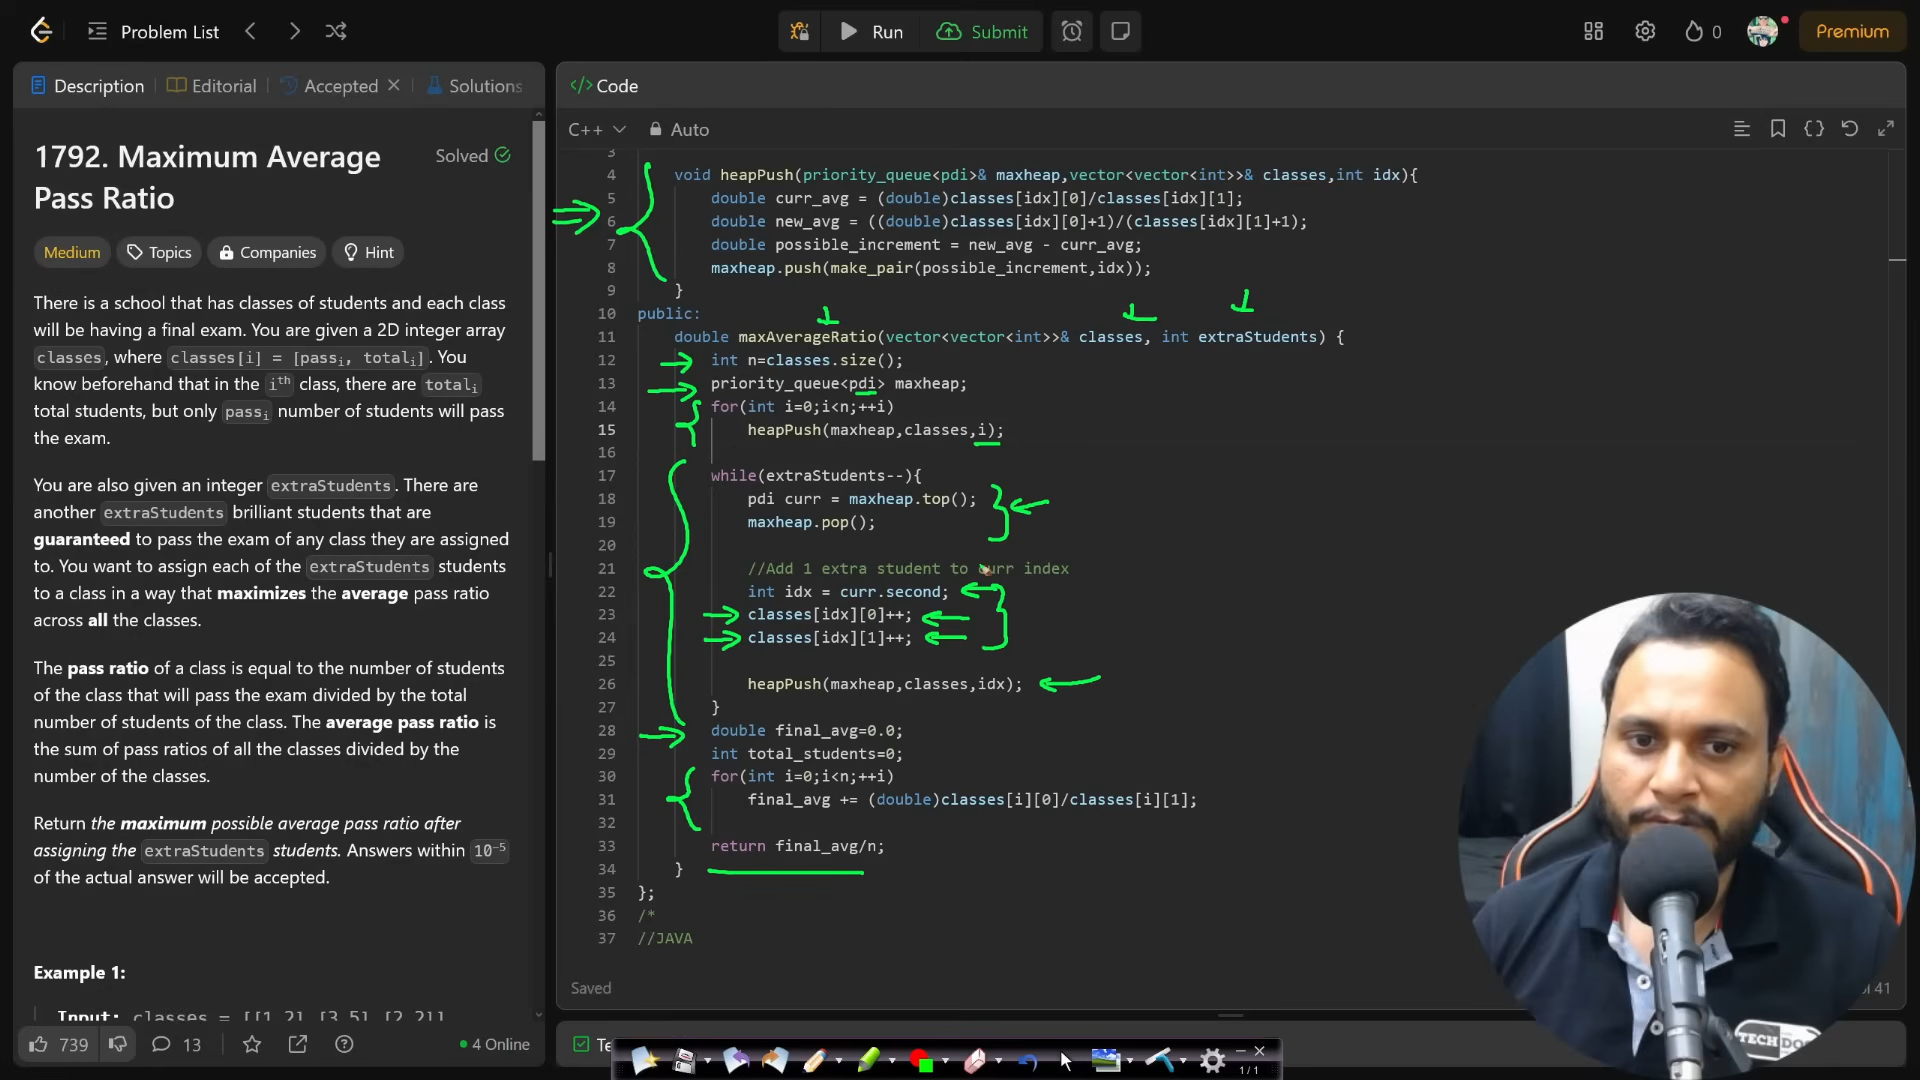 Problem List
Run
Submit
0
Premium
Description
Editorial
Accepted
Solutions
Code
C++
Auto
1792. Maximum Average
Pass Ratio
Solved
Medium
Topics
Companies
Hint
There is a school that has classes of students and each class
will be having a final exam. You are given a 2D integer array
classes, where classes[i] = [passi, totali]. You
know beforehand that in the ith class, there are totali
total students, but only passi number of students will pass
the exam.
You are also given an integer extraStudents. There are
another extraStudents brilliant students that are
guaranteed to pass the exam of any class they are assigned
to. You want to assign each of the extraStudents students
to a class in a way that maximizes the average pass ratio
across all the classes.
The pass ratio of a class is equal to the number of students
of the class that will pass the exam divided by the total
number of students of the class. The average pass ratio is
the sum of pass ratios of all the classes divided by the
number of the classes.
Return the maximum possible average pass ratio after
assigning the extraStudents students. Answers within 10−5
of the actual answer will be accepted.
Example 1:
Input: classes = [[1,2],[3,5],[2,2]],
739
13
4 Online
3
4 void heapPush(priority_queue<pdi>& maxheap,vector<vector<int>>& classes,int idx){
5 double curr_avg = (double)classes[idx][0]/classes[idx][1];
6 double new_avg = ((double)classes[idx][0]+1)/(classes[idx][1]+1);
7 double possible_increment = new_avg - curr_avg;
8 maxheap.push(make_pair(possible_increment,idx));
9 }
10 public:
11 double maxAverageRatio(vector<vector<int>>& classes, int extraStudents) {
12 int n=classes.size();
13 priority_queue<pdi> maxheap;
14 for(int i=0;i<n;++i)
15 heapPush(maxheap,classes,i);
16
17 while(extraStudents--){
18 pdi curr = maxheap.top();
19 maxheap.pop();
20
21 //Add 1 extra student to curr index
22 int idx = curr.second;
23 classes[idx][0]++;
24 classes[idx][1]++;
25
26 heapPush(maxheap,classes,idx);
27 }
28 double final_avg=0.0;
29 int total_students=0;
30 for(int i=0;i<n;++i)
31 final_avg += (double)classes[i][0]/classes[i][1];
32
33 return final_avg/n;
34 }
35 };
36 /*
37 //JAVA
Saved
41
1/1